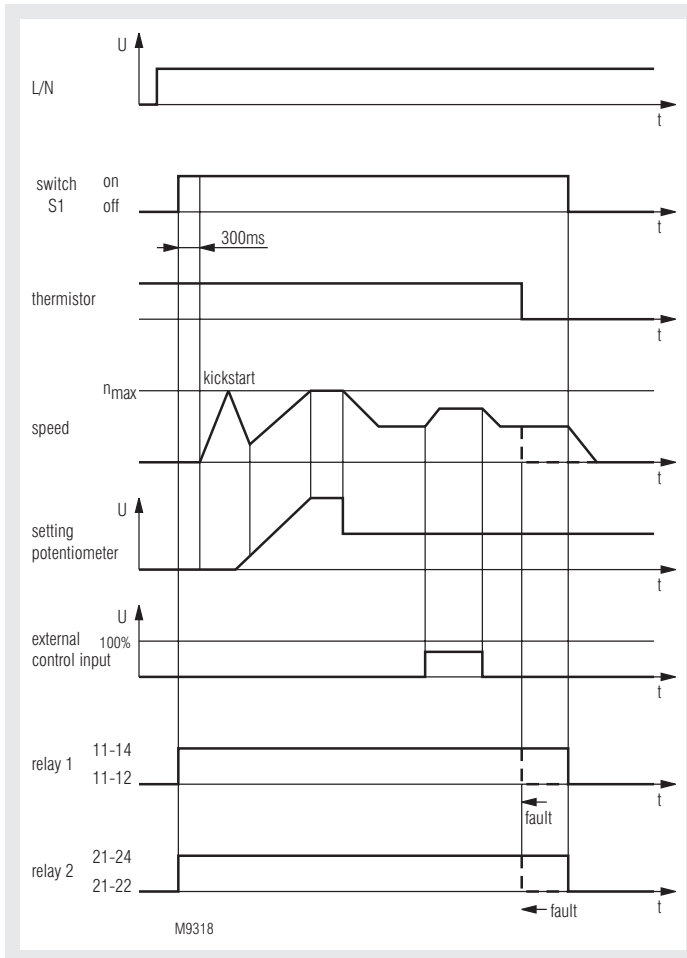 U
L/N
t
switch on
S1 off
t
300ms
thermistor
t
nmax
kickstart
speed
t
U
setting
potentiometer
t
U
external 100%
control input
t
relay 1 11-14
11-12
t
fault
relay 2 21-24
21-22
t
fault
M9318